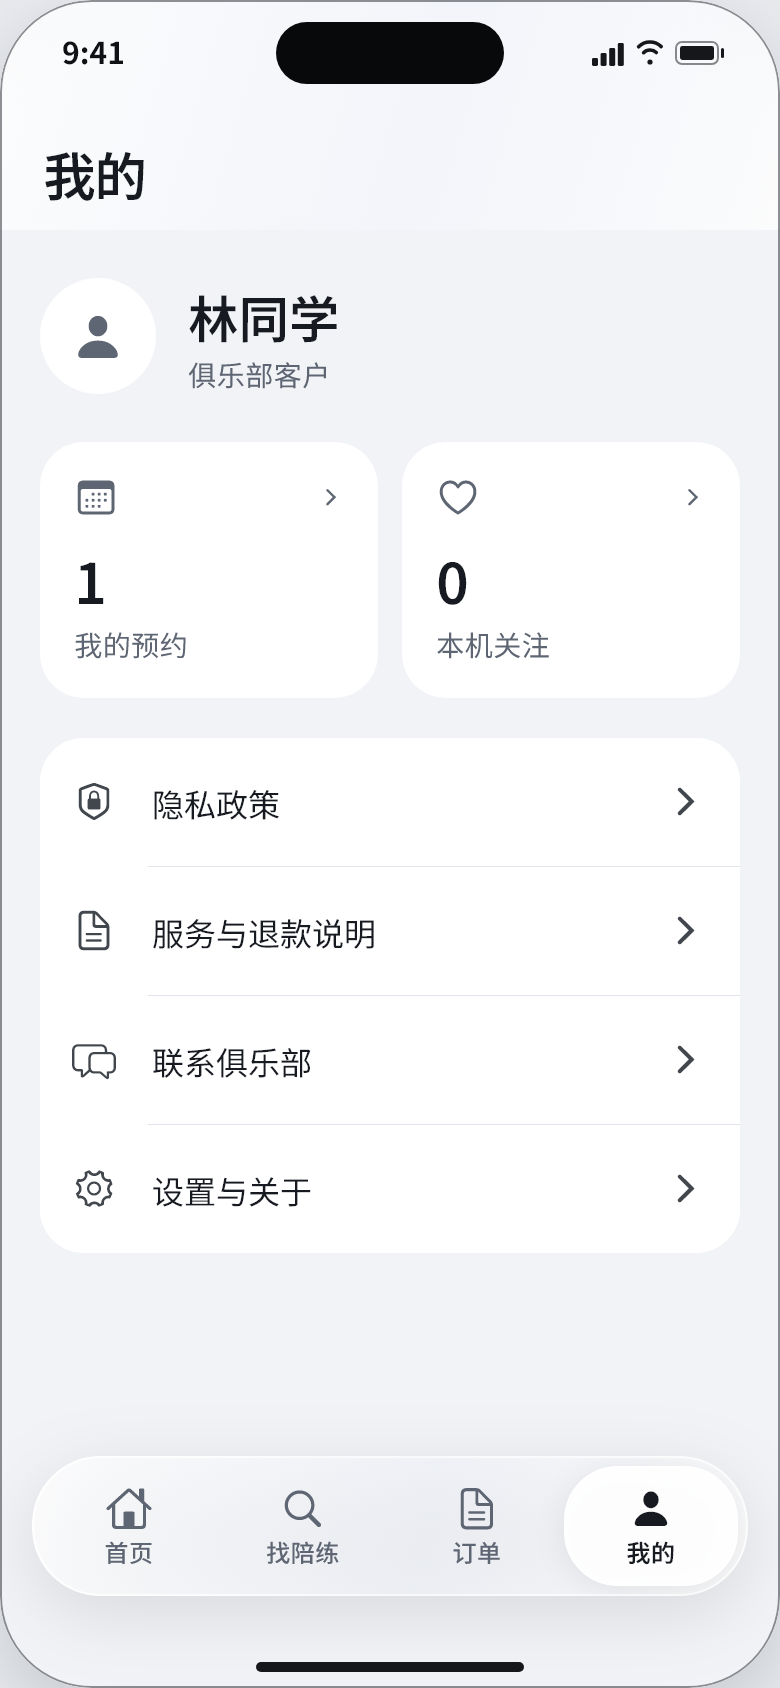 9:41
我的
林同学
俱乐部客户
1
我的预约
0
本机关注
隐私政策
服务与退款说明
联系俱乐部
设置与关于
首页
找陪练
订单
我的